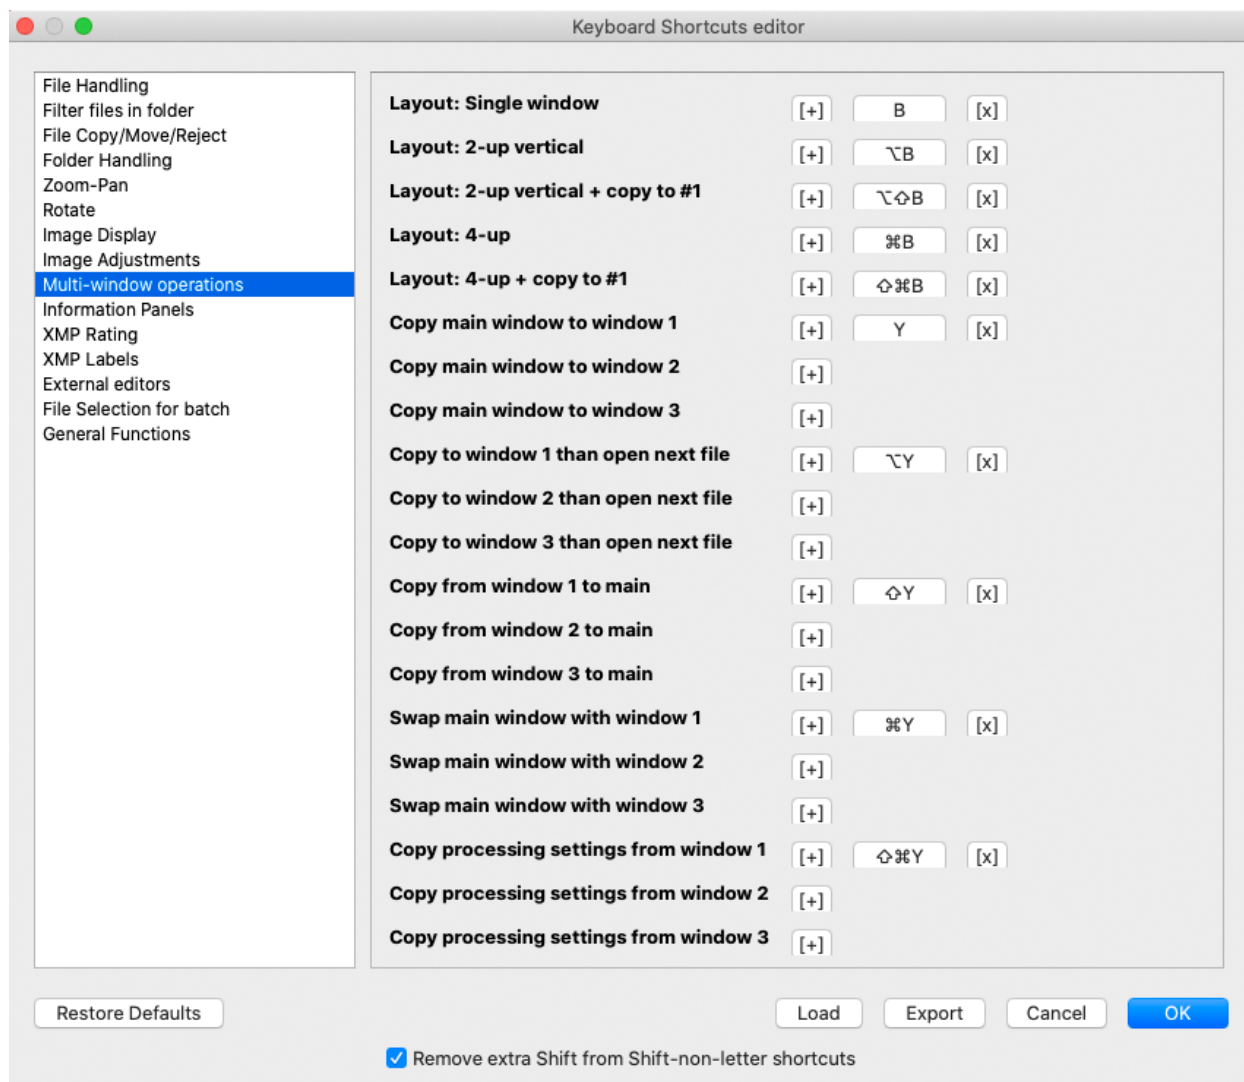 Keyboard Shortcuts editor
File Handling
Filter files in folder
File Copy/Move/Reject
Folder Handling
Zoom-Pan
Rotate
Image Display
Image Adjustments
Multi-window operations
Information Panels
XMP Rating
XMP Labels
External editors
File Selection for batch
General Functions
Layout: Single window [+] B [x]
Layout: 2-up vertical [+] ⌥B [x]
Layout: 2-up vertical + copy to #1 [+] ⌥⇧B [x]
Layout: 4-up [+] ⌘B [x]
Layout: 4-up + copy to #1 [+] ⇧⌘B [x]
Copy main window to window 1 [+] Y [x]
Copy main window to window 2 [+]
Copy main window to window 3 [+]
Copy to window 1 than open next file [+] ⌥Y [x]
Copy to window 2 than open next file [+]
Copy to window 3 than open next file [+]
Copy from window 1 to main [+] ⇧Y [x]
Copy from window 2 to main [+]
Copy from window 3 to main [+]
Swap main window with window 1 [+] ⌘Y [x]
Swap main window with window 2 [+]
Swap main window with window 3 [+]
Copy processing settings from window 1 [+] ⇧⌘Y [x]
Copy processing settings from window 2 [+]
Copy processing settings from window 3 [+]
Restore Defaults Load Export Cancel OK
Remove extra Shift from Shift-non-letter shortcuts